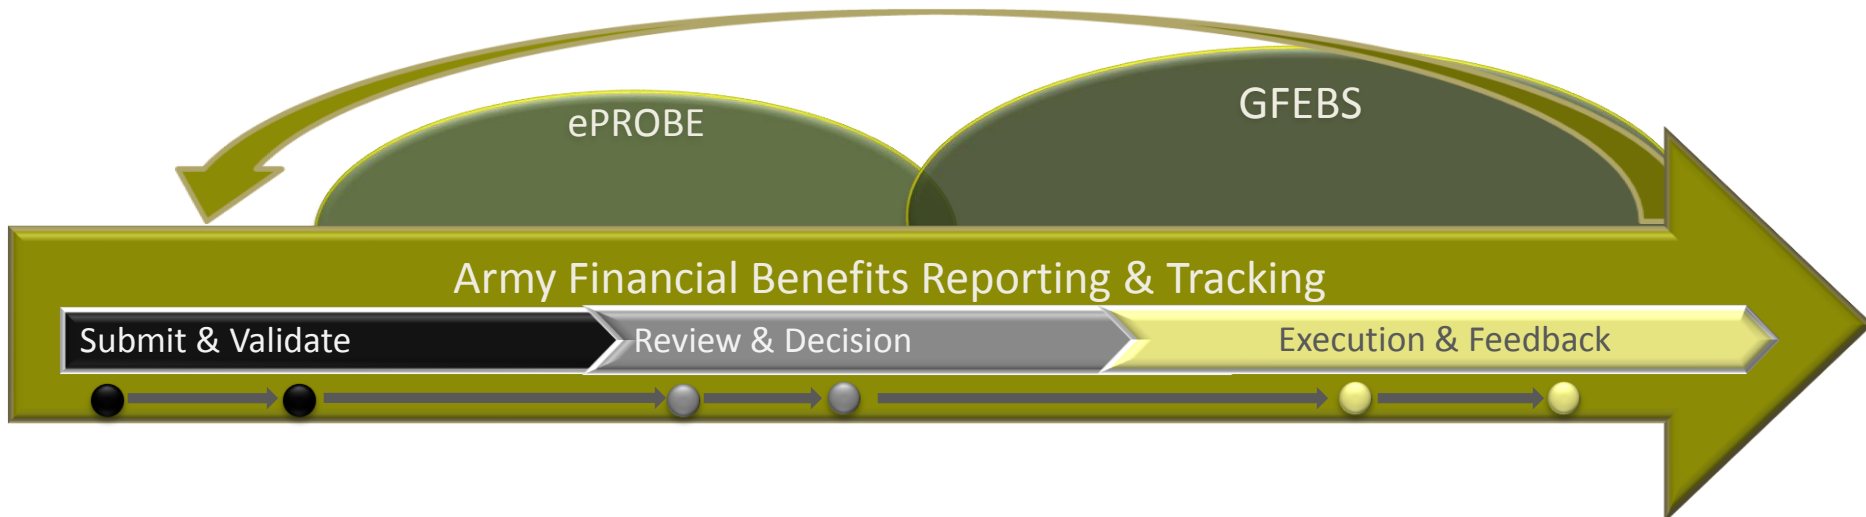 ePROBE
GFEBS
Army Financial Benefits Reporting & Tracking
Submit & Validate
Review & Decision
Execution & Feedback